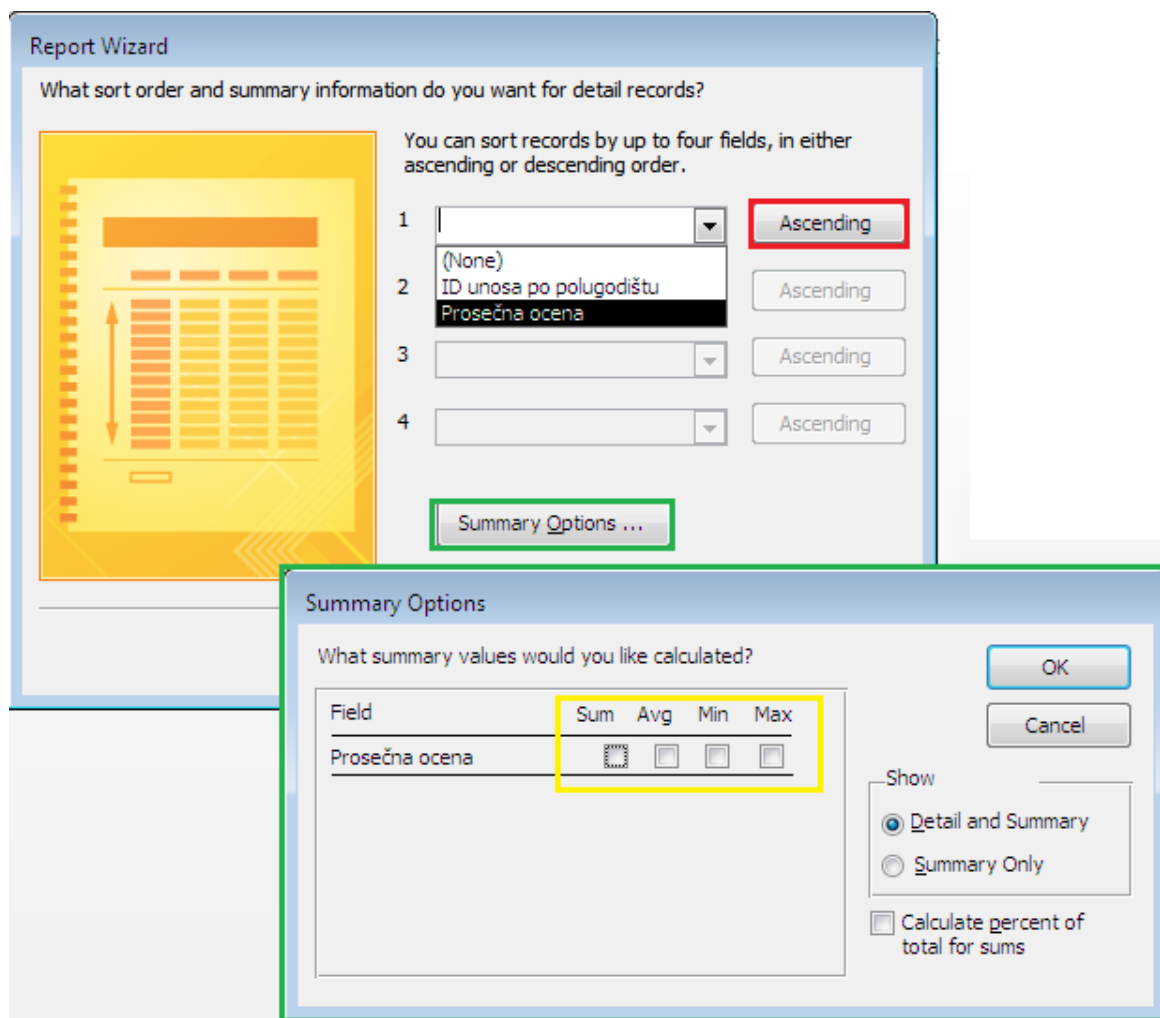 Report Wizard
What sort order and summary information do you want for detail records?
You can sort records by up to four fields, in either
ascending or descending order.
1 Ascending
(None)
2 ID unosa po polugodištu Ascending
Prosečna ocena
3 Ascending
4 Ascending
Summary Options ...
Summary Options
What summary values would you like calculated?
OK
Field Sum Avg Min Max
Cancel
Prosečna ocena
Show
Detail and Summary
Summary Only
Calculate percent of
total for sums